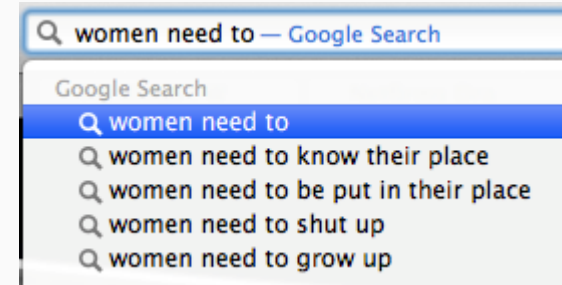 women need to — Google Search
Google Search
women need to
women need to know their place
women need to be put in their place
women need to shut up
women need to grow up